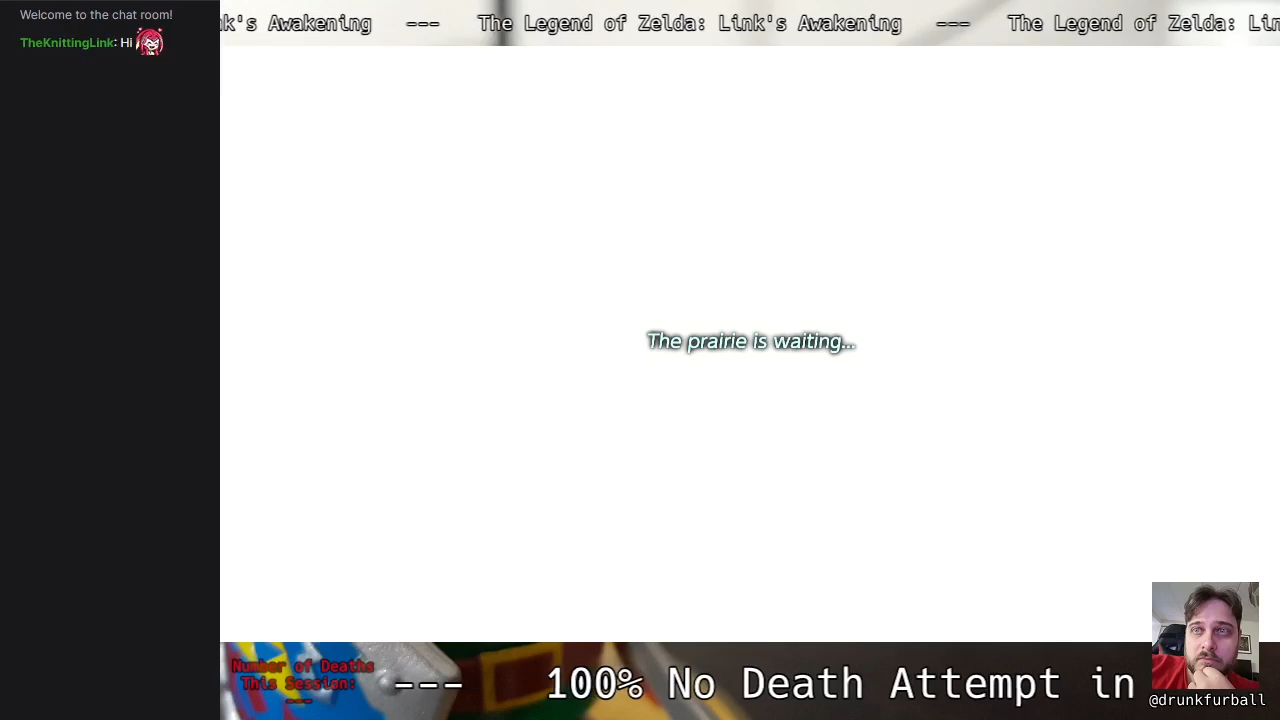 Welcome to the chat room!
TheKnittingLink: Hi
k's Awakening --- The Legend of Zelda: Link's Awakening --- The Legend of Zelda: Lin
The prairie is waiting...
Number of Deaths
This Session:
---
--- 100% No Death Attempt in
@drunkfurball